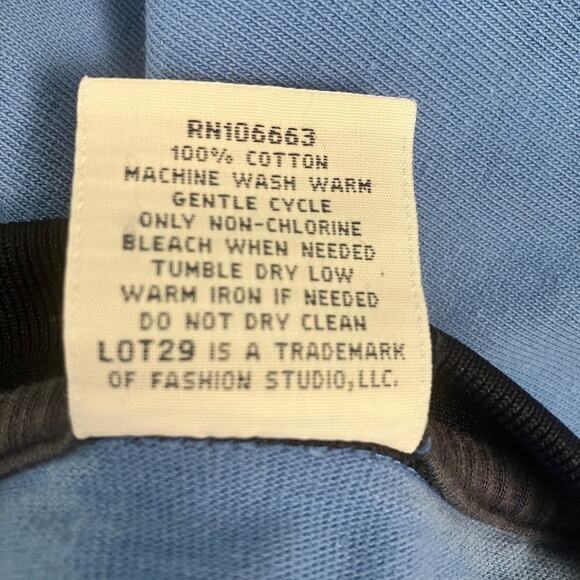 RN106663
100% COTTON
MACHINE WASH WARM
GENTLE CYCLE
ONLY NON-CHLORINE
BLEACH WHEN NEEDED
TUMBLE DRY LOW
WARM IRON IF NEEDED
DO NOT DRY CLEAN
LOT29 IS A TRADEMARK
OF FASHION STUDIO,LLC.